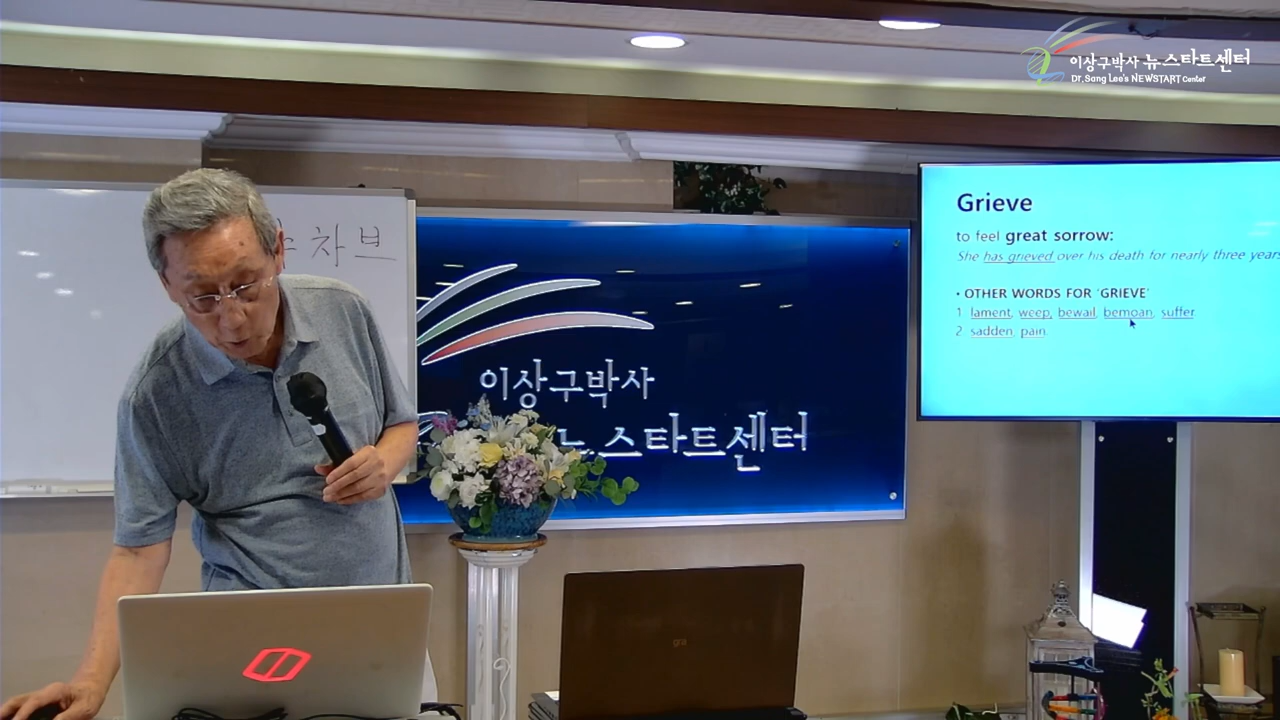 이상구박사 뉴스타트센터
Dr. Sang Lee's NEWSTART Center
차브
이상구박사
뉴스타트센터
Grieve
to feel great sorrow:
She has grieved over his death for nearly three years
• OTHER WORDS FOR 'GRIEVE'
1 lament, weep, bewail, bemoan, suffer
2 sadden, pain.
gra